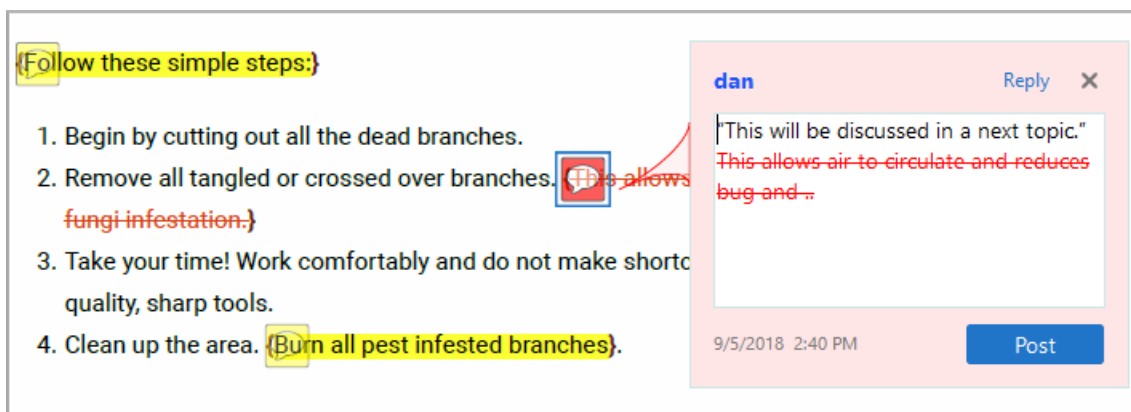 {Follow these simple steps:}
1. Begin by cutting out all the dead branches.
2. Remove all tangled or crossed over branches. {This allows
fungi infestation.}
3. Take your time! Work comfortably and do not make shortc
quality, sharp tools.
4. Clean up the area. {Burn all pest infested branches}.
dan Reply ×
"This will be discussed in a next topic."
This allows air to circulate and reduces
bug and ..
9/5/2018 2:40 PM Post